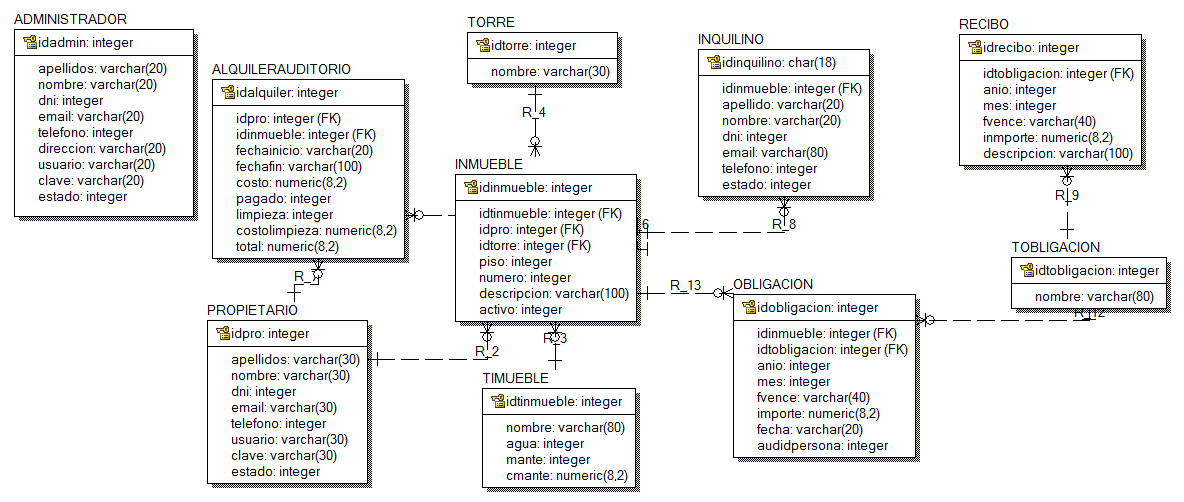 ADMINISTRADOR
idadmin: integer
apellidos: varchar(20)
nombre: varchar(20)
dni: integer
email: varchar(20)
telefono: integer
direccion: varchar(20)
usuario: varchar(20)
clave: varchar(20)
estado: integer
ALQUILERAUDITORIO
idalquiler: integer
idpro: integer (FK)
idinmueble: integer (FK)
fechainicio: varchar(20)
fechafin: varchar(100)
costo: numeric(8,2)
pagado: integer
limpieza: integer
costolimpieza: numeric(8,2)
total: numeric(8,2)
R_
PROPIETARIO
idpro: integer
apellidos: varchar(30)
nombre: varchar(30)
dni: integer
email: varchar(30)
telefono: integer
usuario: varchar(30)
clave: varchar(30)
estado: integer
TORRE
idtorre: integer
nombre: varchar(30)
R_4
INMUEBLE
idinmueble: integer
idtinmueble: integer (FK)
idpro: integer (FK)
idtorre: integer (FK)
piso: integer
numero: integer
descripcion: varchar(100)
activo: integer
R_2
R_3
TIMUEBLE
idtinmueble: integer
nombre: varchar(80)
agua: integer
mante: integer
cmante: numeric(8,2)
INQUILINO
idinquilino: char(18)
idinmueble: integer (FK)
apellido: varchar(20)
nombre: varchar(20)
dni: integer
email: varchar(80)
telefono: integer
estado: integer
6
R_8
R_13
OBLIGACION
idobligacion: integer
idinmueble: integer (FK)
idtobligacion: integer (FK)
anio: integer
mes: integer
fvence: varchar(40)
importe: numeric(8,2)
fecha: varchar(20)
audidpersona: integer
RECIBO
idrecibo: integer
idtobligacion: integer (FK)
anio: integer
mes: integer
fvence: varchar(40)
inmporte: numeric(8,2)
descripcion: varchar(100)
R_9
TOBLIGACION
idtobligacion: integer
nombre: varchar(80)
R_12